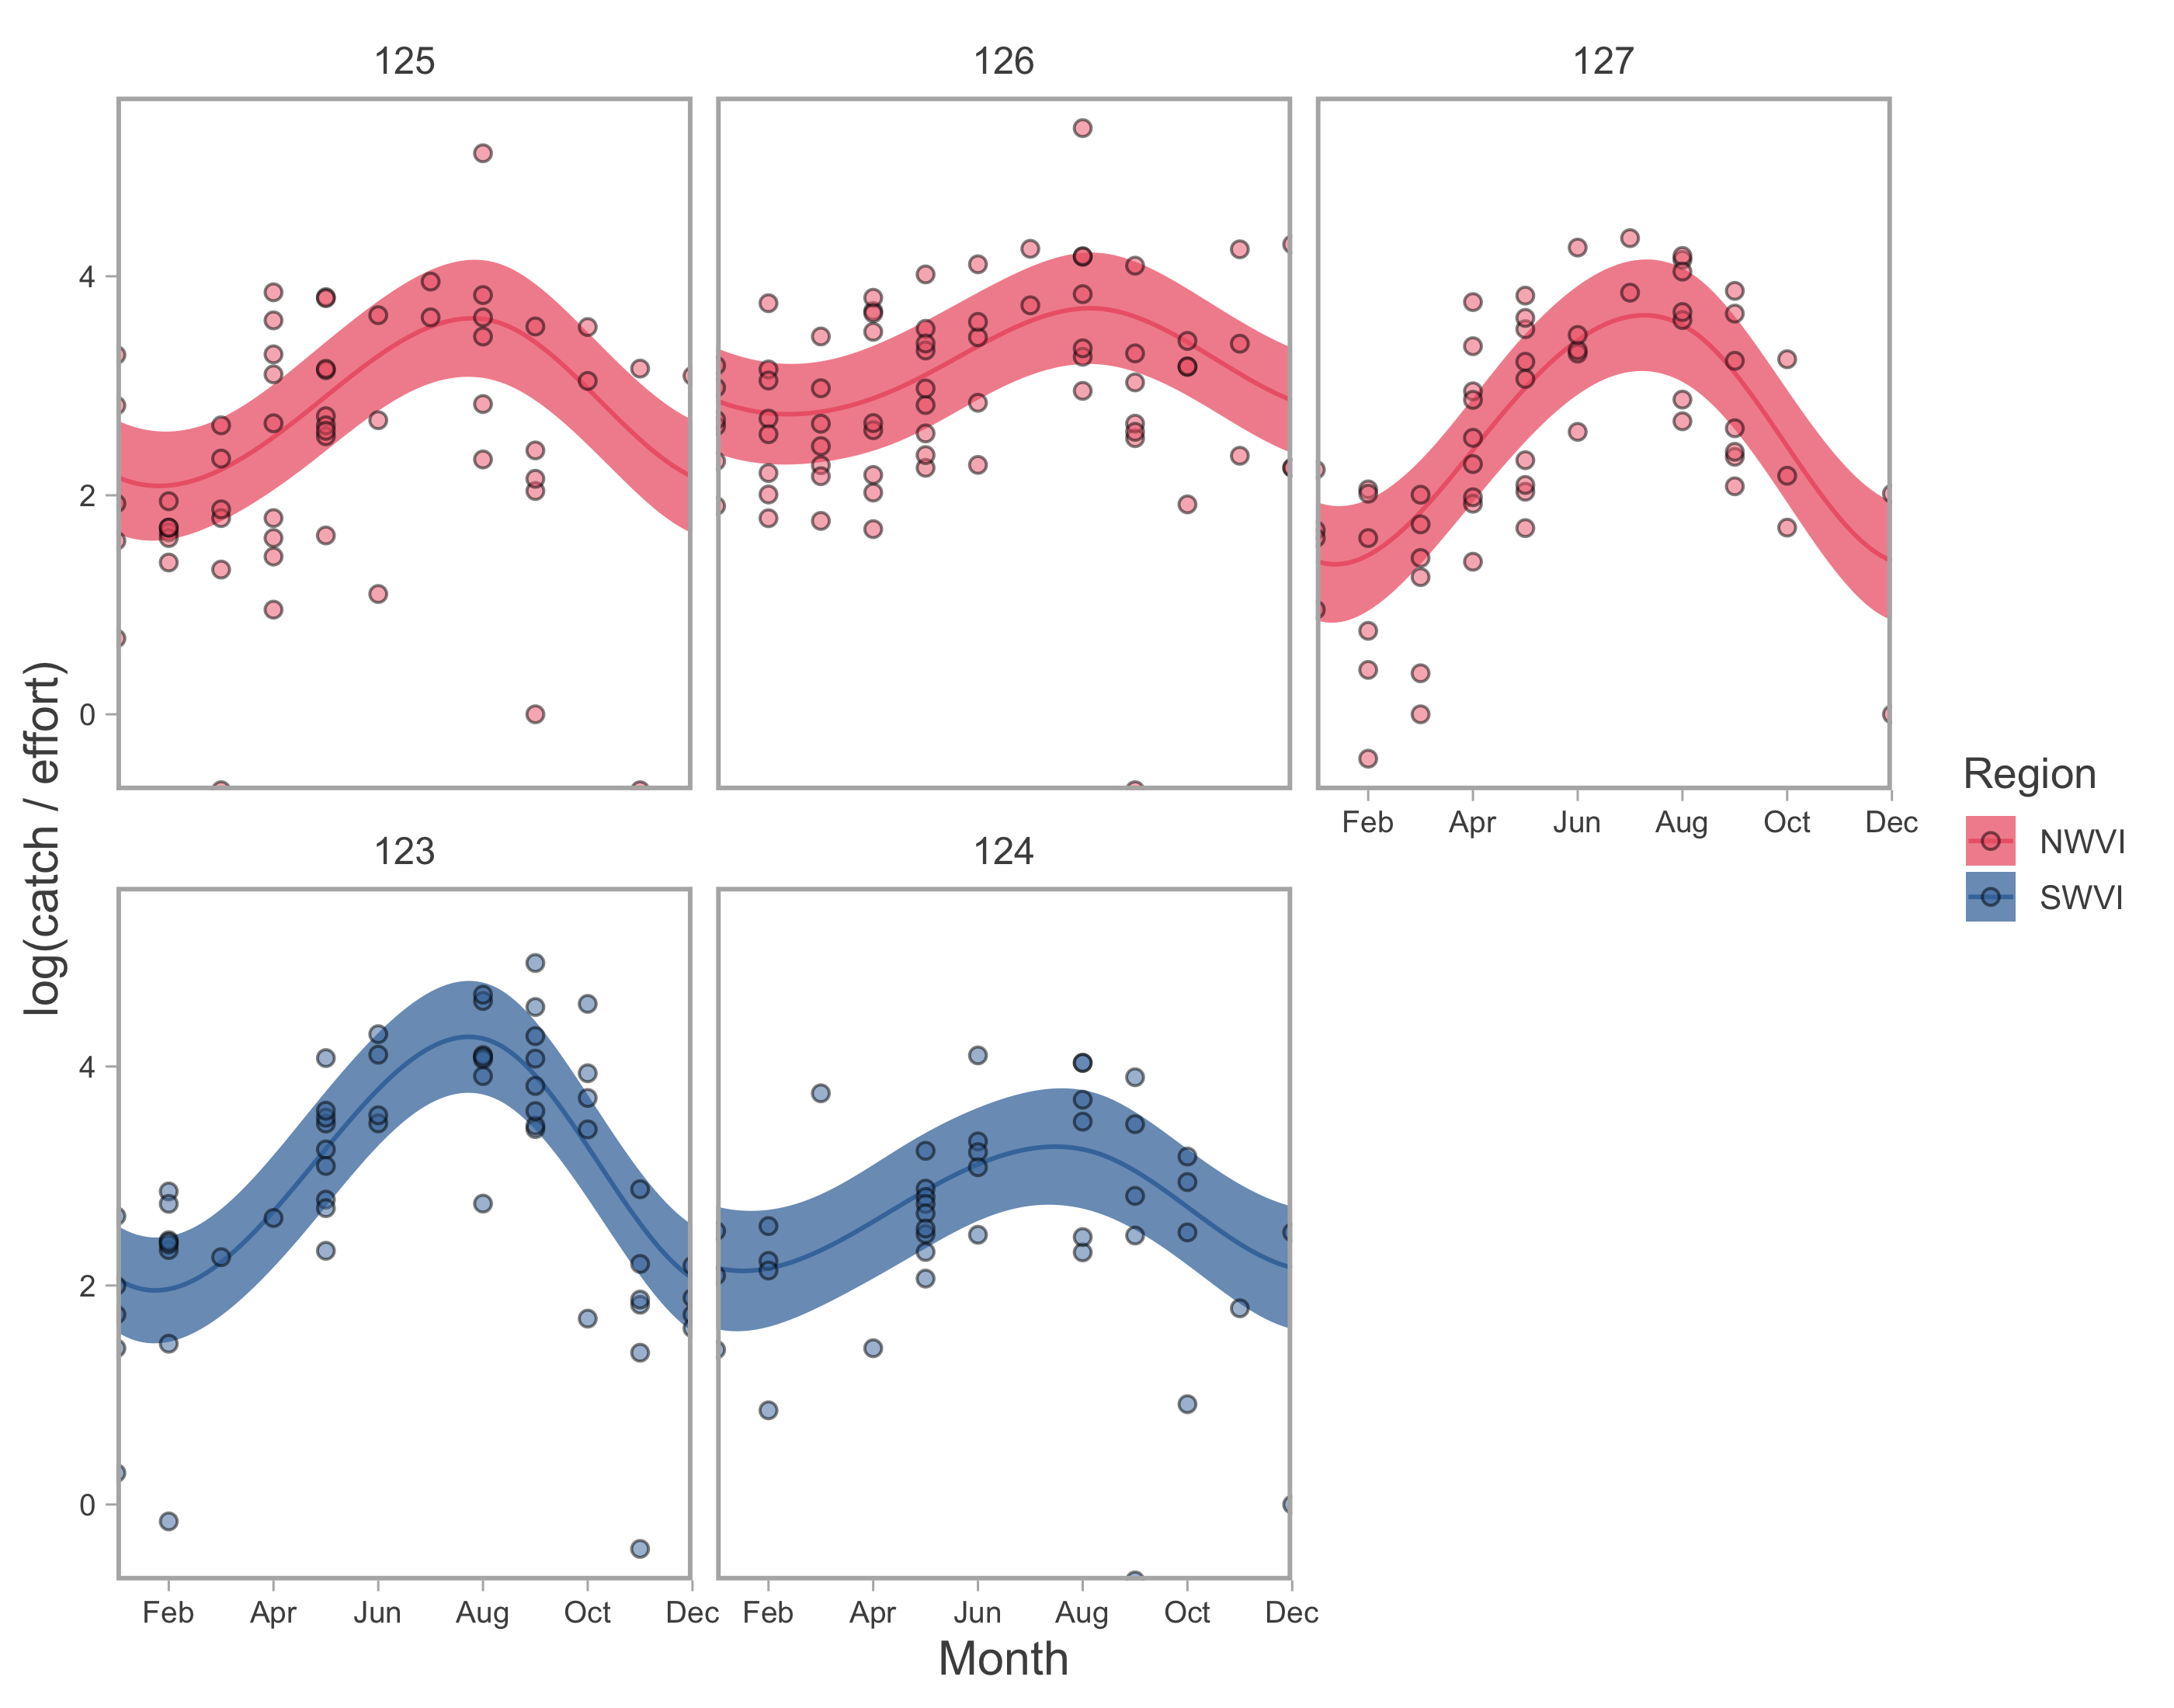 125 126 127
4
2
0
Feb Apr Jun Aug Oct Dec
123 124
4
2
0
Feb Apr Jun Aug Oct Dec Feb Apr Jun Aug Oct Dec
Month
log(catch / effort)
Region
NWVI
SWVI